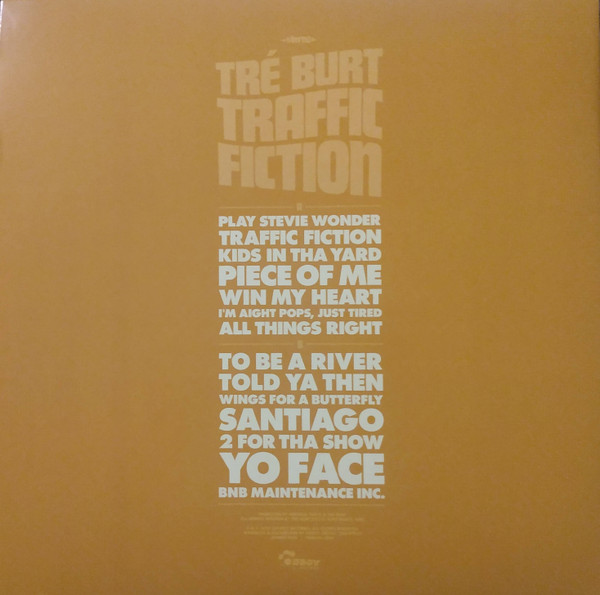 TRÉ BURT
TRAFFIC
FICTION
PLAY STEVIE WONDER
TRAFFIC FICTION
KIDS IN THA YARD
PIECE OF ME
WIN MY HEART
I'M AIGHT POPS, JUST TIRED
ALL THINGS RIGHT
TO BE A RIVER
TOLD YA THEN
WINGS FOR A BUTTERFLY
SANTIAGO
2 FOR THA SHOW
YO FACE
BNB MAINTENANCE INC.